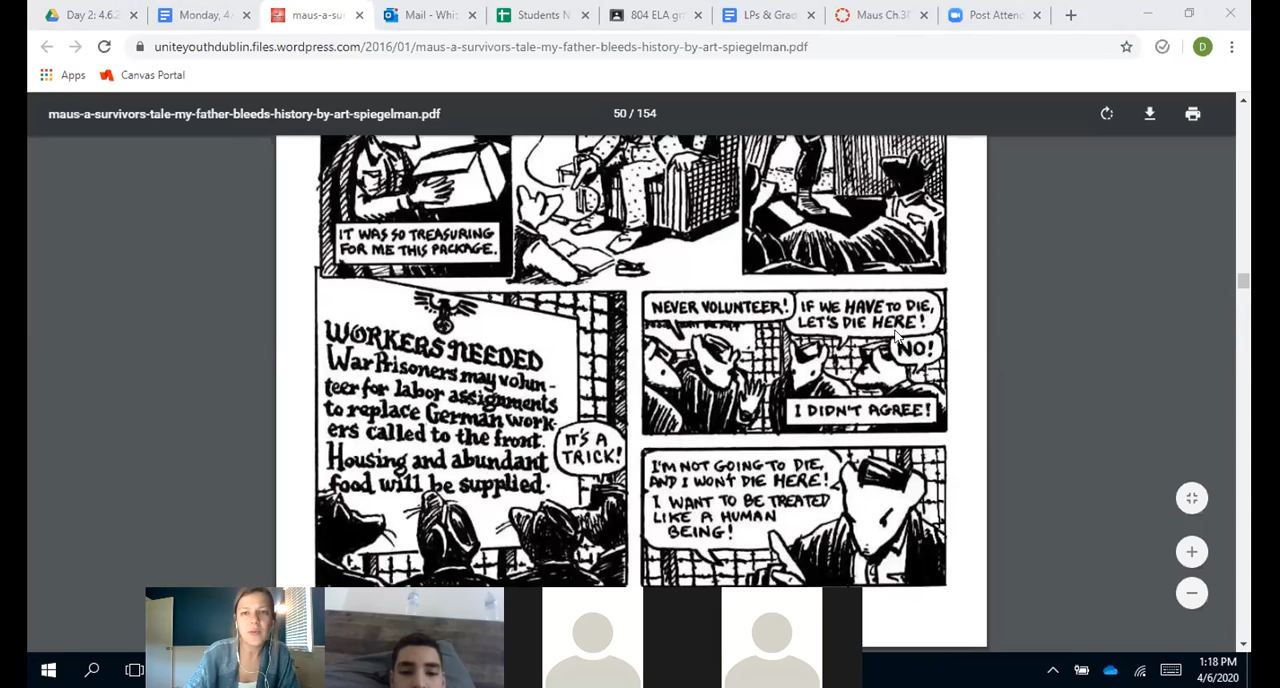 Day 2: 4.6.2
Monday, 4.
maus-a-su
Mail - Whit
Students N
804 ELA gr
LPs & Grad
Maus Ch.3
Post Attend
uniteyouthdublin.files.wordpress.com/2016/01/maus-a-survivors-tale-my-father-bleeds-history-by-art-spiegelman.pdf
D
Apps
Canvas Portal
maus-a-survivors-tale-my-father-bleeds-history-by-art-spiegelman.pdf
50 / 154
IT WAS SO TREASURING
FOR ME THIS PACKAGE.
WORKERS NEEDED
War Prisoners may volun-
teer for labor assignments
to replace German work-
ers called to the front.
Housing and abundant
food will be supplied.
IT'S A
TRICK!
NEVER VOLUNTEER!
IF WE HAVE TO DIE,
LET'S DIE HERE!
NO!
I DIDN'T AGREE!
I'M NOT GOING TO DIE,
AND I WON'T DIE HERE!
I WANT TO BE TREATED
LIKE A HUMAN
BEING!
1:18 PM
4/6/2020